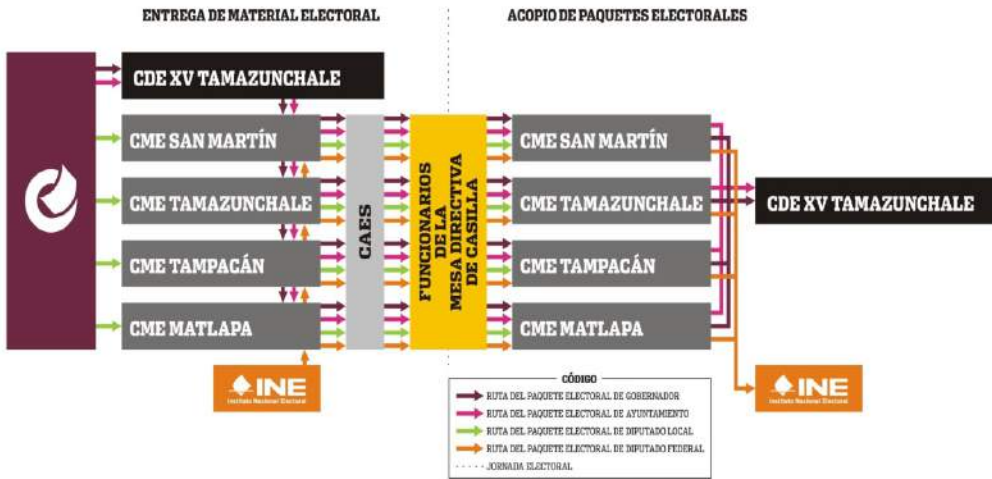 ENTREGA DE MATERIAL ELECTORAL
ACOPIO DE PAQUETES ELECTORALES
CDE XV TAMAZUNCHALE
CME SAN MARTÍN
CME TAMAZUNCHALE
CME TAMPACÁN
CME MATLAPA
INE
Instituto Nacional Electoral
CAES
FUNCIONARIOS
DE LA
MESA DIRECTIVA
DE CASILLA
CME SAN MARTÍN
CME TAMAZUNCHALE
CME TAMPACÁN
CME MATLAPA
CDE XV TAMAZUNCHALE
INE
Instituto Nacional Electoral
CÓDIGO
RUTA DEL PAQUETE ELECTORAL DE GOBERNADOR
RUTA DEL PAQUETE ELECTORAL DE AYUNTAMIENTO
RUTA DEL PAQUETE ELECTORAL DE DIPUTADO LOCAL
RUTA DEL PAQUETE ELECTORAL DE DIPUTADO FEDERAL
JORNADA ELECTORAL